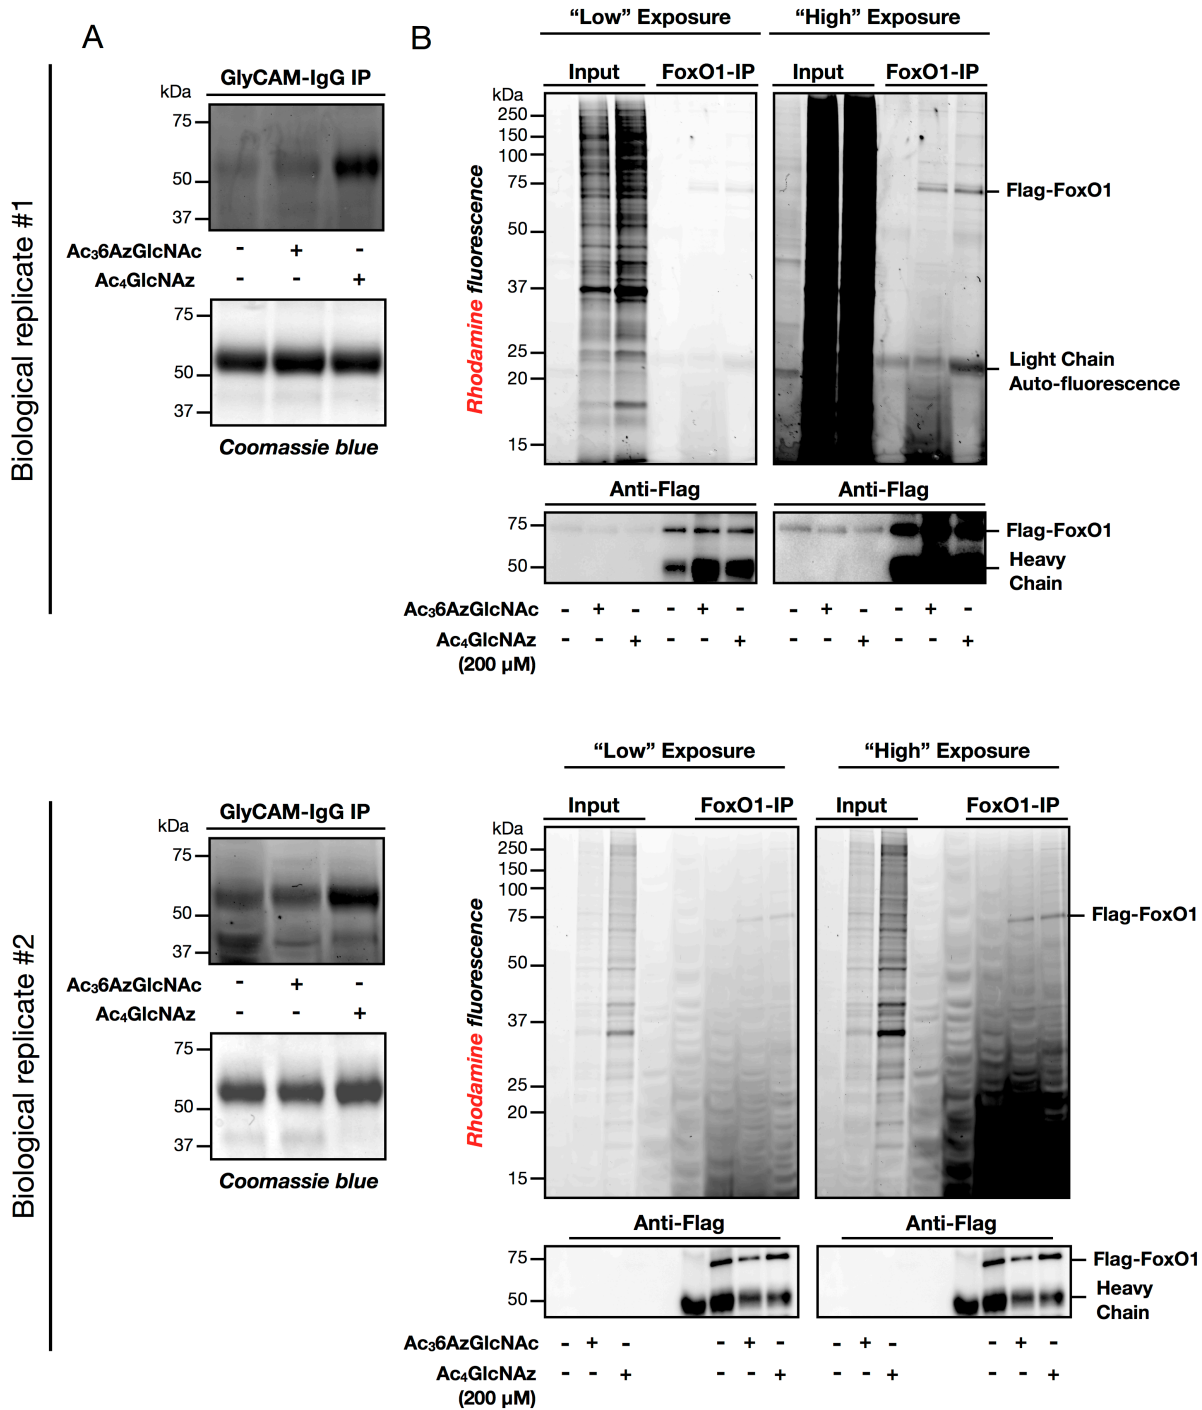 A
B
"Low" Exposure
"High" Exposure
GlyCAM-IgG IP
Input
FoxO1-IP
Input
FoxO1-IP
kDa
75
50
37
Ac₃6AzGlcNAc - + -
Ac₄GlcNAz - - +
75
50
37
Coomassie blue
Biological replicate #1
kDa
250
150
100
75
50
37
25
20
15
Rhodamine fluorescence
Flag-FoxO1
Light Chain
Auto-fluorescence
Anti-Flag
Anti-Flag
75
50
Flag-FoxO1
Heavy
Chain
Ac₃6AzGlcNAc - + - - + - - + - - + -
Ac₄GlcNAz - - + - - + - - + - - +
(200 µM)
"Low" Exposure
"High" Exposure
GlyCAM-IgG IP
Input
FoxO1-IP
Input
FoxO1-IP
kDa
75
50
37
Ac₃6AzGlcNAc - + -
Ac₄GlcNAz - - +
75
50
37
Coomassie blue
Biological replicate #2
kDa
250
150
100
75
50
37
25
20
15
Rhodamine fluorescence
Flag-FoxO1
Anti-Flag
Anti-Flag
75
50
Flag-FoxO1
Heavy
Chain
Ac₃6AzGlcNAc - + - - + - - + - - + -
Ac₄GlcNAz - - + - - + - - + - - +
(200 µM)